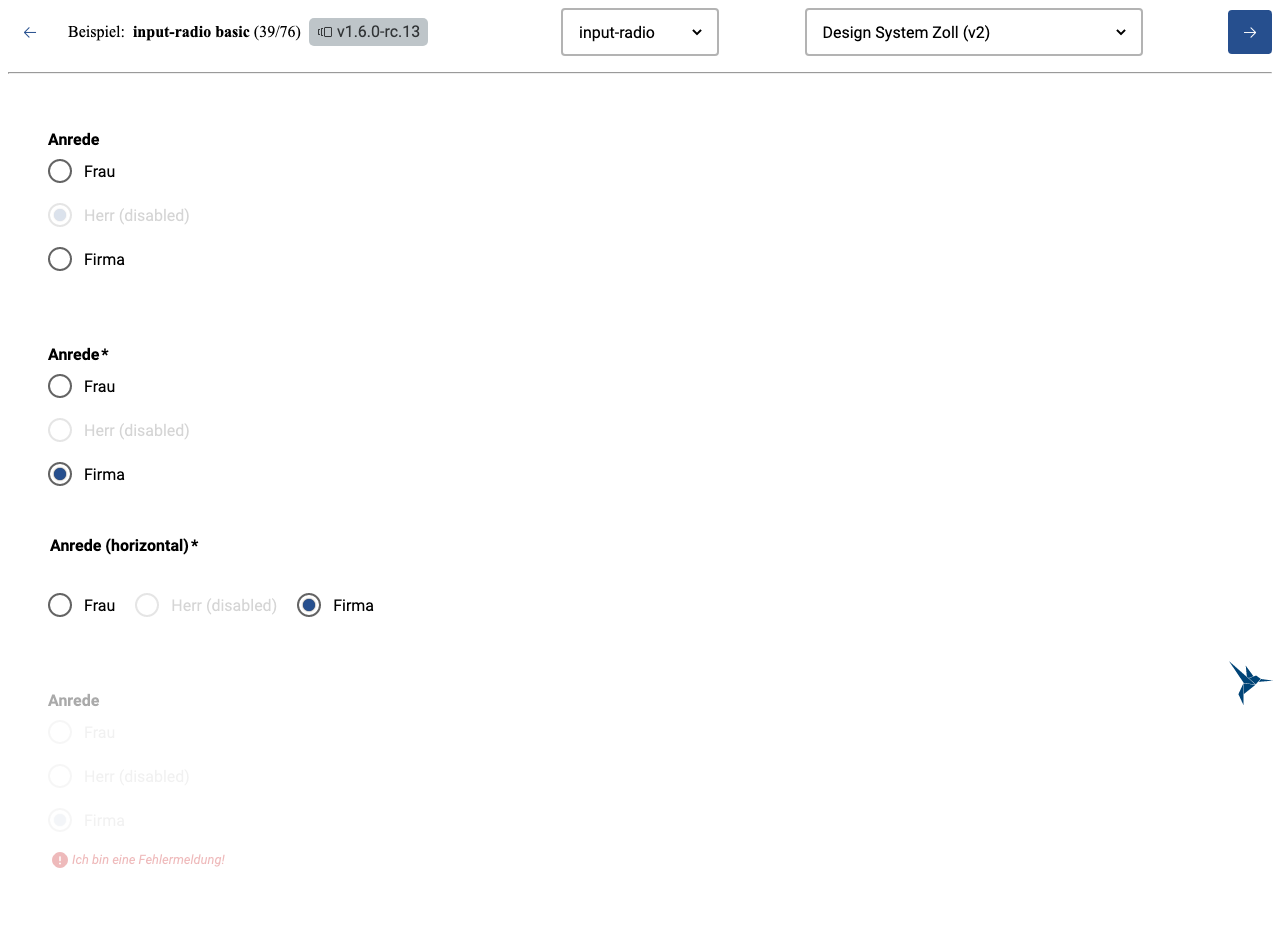 Beispiel: input-radio basic (39/76) v1.6.0-rc.13 input-radio Design System Zoll (v2)
Anrede
Frau
Herr (disabled)
Firma
Anrede*
Frau
Herr (disabled)
Firma
Anrede (horizontal)*
Frau Herr (disabled) Firma
Anrede
Frau
Herr (disabled)
Firma
! Ich bin eine Fehlermeldung!